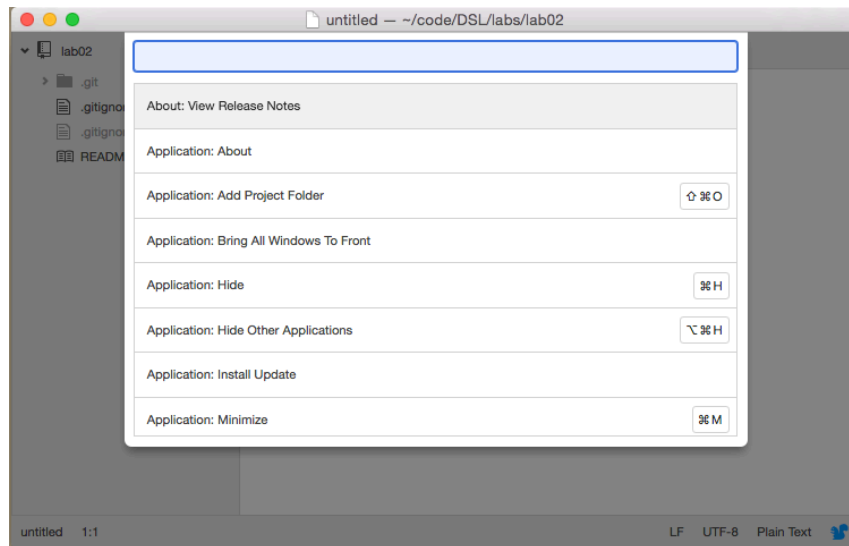 untitled — ~/code/DSL/labs/lab02
lab02
.git
.gitigno
.gitigno
READM
About: View Release Notes
Application: About
Application: Add Project Folder ⇧⌘O
Application: Bring All Windows To Front
Application: Hide ⌘H
Application: Hide Other Applications ⌥⌘H
Application: Install Update
Application: Minimize ⌘M
untitled 1:1 LF UTF-8 Plain Text